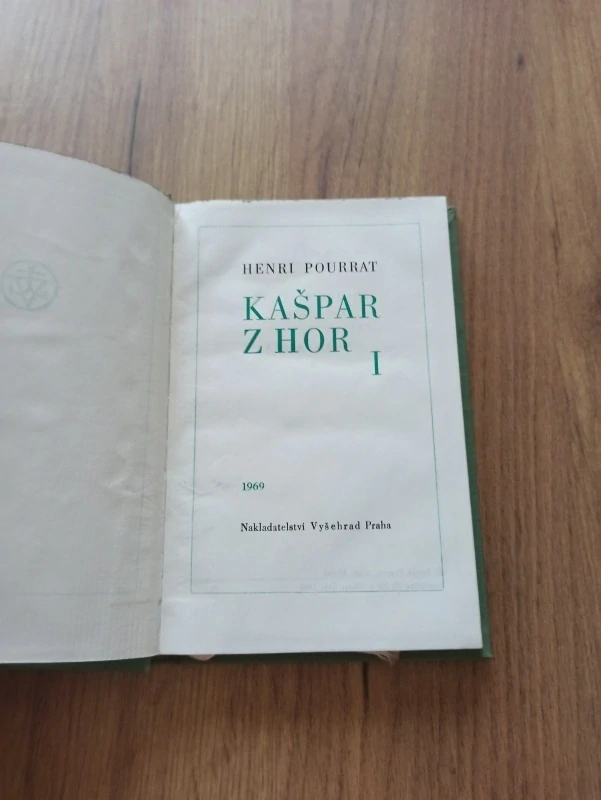 HENRI POURRAT
KAŠPAR
Z HOR
I
1969
Nakladatelství Vyšehrad Praha